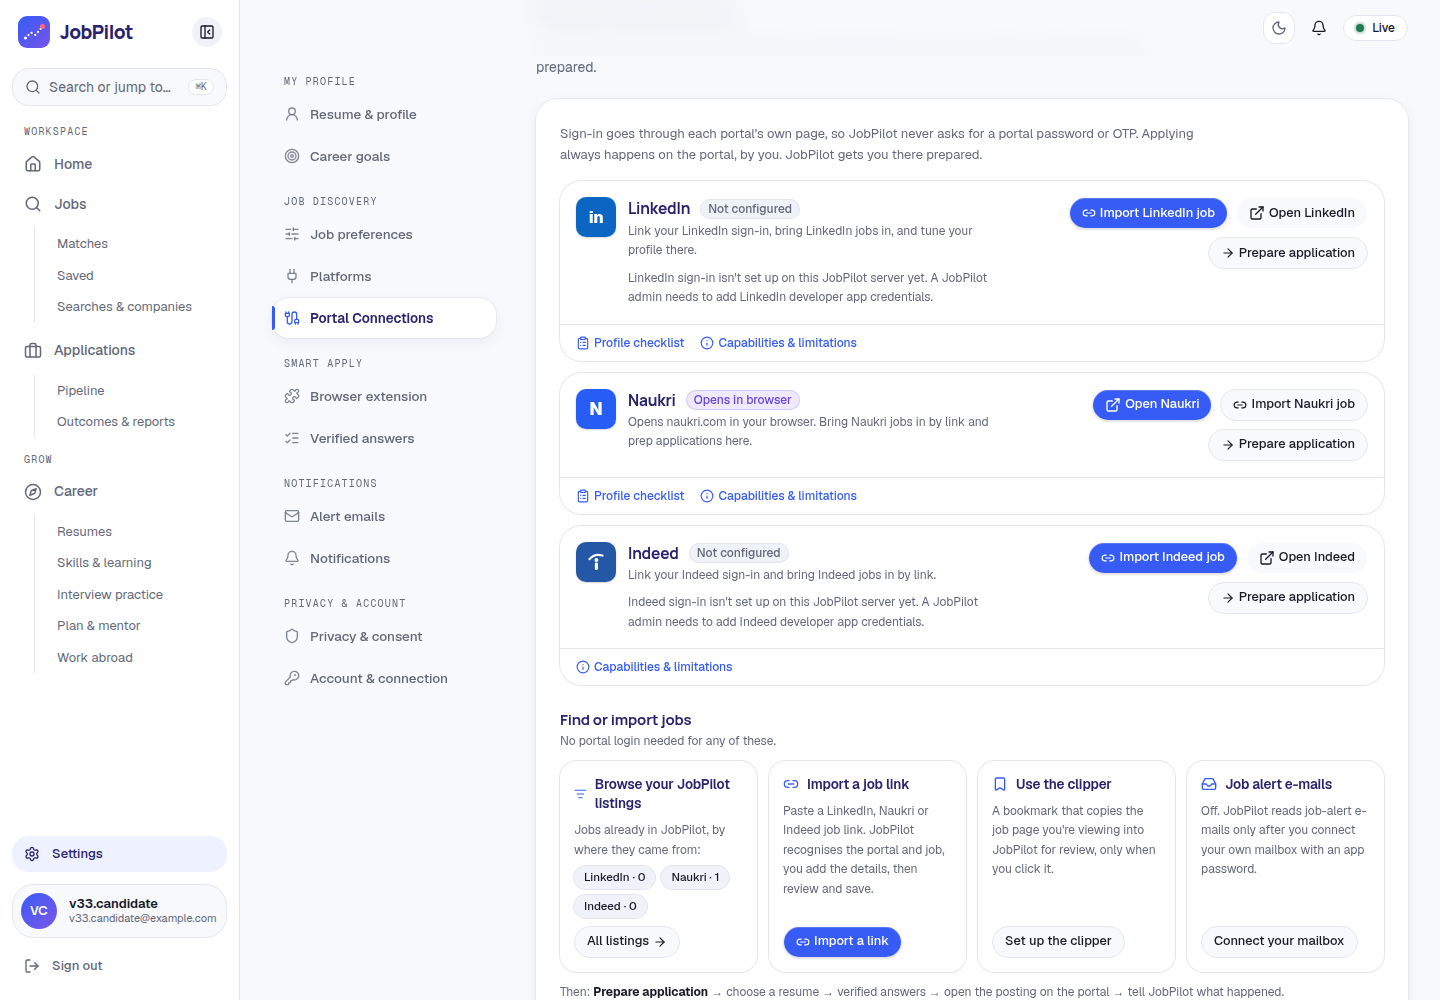 JobPilot
Search or jump to... ⌘K
WORKSPACE
Home
Jobs
Matches
Saved
Searches & companies
Applications
Pipeline
Outcomes & reports
GROW
Career
Resumes
Skills & learning
Interview practice
Plan & mentor
Work abroad
Settings
VC
v33.candidate
v33.candidate@example.com
Sign out
MY PROFILE
Resume & profile
Career goals
JOB DISCOVERY
Job preferences
Platforms
Portal Connections
SMART APPLY
Browser extension
Verified answers
NOTIFICATIONS
Alert emails
Notifications
PRIVACY & ACCOUNT
Privacy & consent
Account & connection
Live
prepared.
Sign-in goes through each portal's own page, so JobPilot never asks for a portal password or OTP. Applying
always happens on the portal, by you. JobPilot gets you there prepared.
in
LinkedIn Not configured
Link your LinkedIn sign-in, bring LinkedIn jobs in, and tune your
profile there.
LinkedIn sign-in isn't set up on this JobPilot server yet. A JobPilot
admin needs to add LinkedIn developer app credentials.
Import LinkedIn job Open LinkedIn
Prepare application
Profile checklist Capabilities & limitations
N
Naukri Opens in browser
Opens naukri.com in your browser. Bring Naukri jobs in by link and
prep applications here.
Open Naukri Import Naukri job
Prepare application
Profile checklist Capabilities & limitations
Indeed Not configured
Link your Indeed sign-in and bring Indeed jobs in by link.
Indeed sign-in isn't set up on this JobPilot server yet. A JobPilot
admin needs to add Indeed developer app credentials.
Import Indeed job Open Indeed
Prepare application
Capabilities & limitations
Find or import jobs
No portal login needed for any of these.
Browse your JobPilot
listings
Jobs already in JobPilot, by
where they came from:
LinkedIn · 0 Naukri · 1
Indeed · 0
All listings →
Import a job link
Paste a LinkedIn, Naukri or
Indeed job link. JobPilot
recognises the portal and job,
you add the details, then
review and save.
Import a link
Use the clipper
A bookmark that copies the
job page you're viewing into
JobPilot for review, only when
you click it.
Set up the clipper
Job alert e-mails
Off. JobPilot reads job-alert e-
mails only after you connect
your own mailbox with an app
password.
Connect your mailbox
Then: Prepare application → choose a resume → verified answers → open the posting on the portal → tell JobPilot what happened.